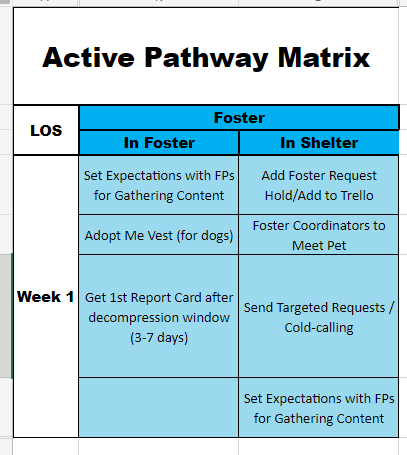 Active Pathway Matrix
LOS
Foster
In Foster
In Shelter
Week 1
Set Expectations with FPs
for Gathering Content
Add Foster Request
Hold/Add to Trello
Adopt Me Vest (for dogs)
Foster Coordinators to
Meet Pet
Get 1st Report Card after
decompression window
(3-7 days)
Send Targeted Requests /
Cold-calling
Set Expectations with FPs
for Gathering Content